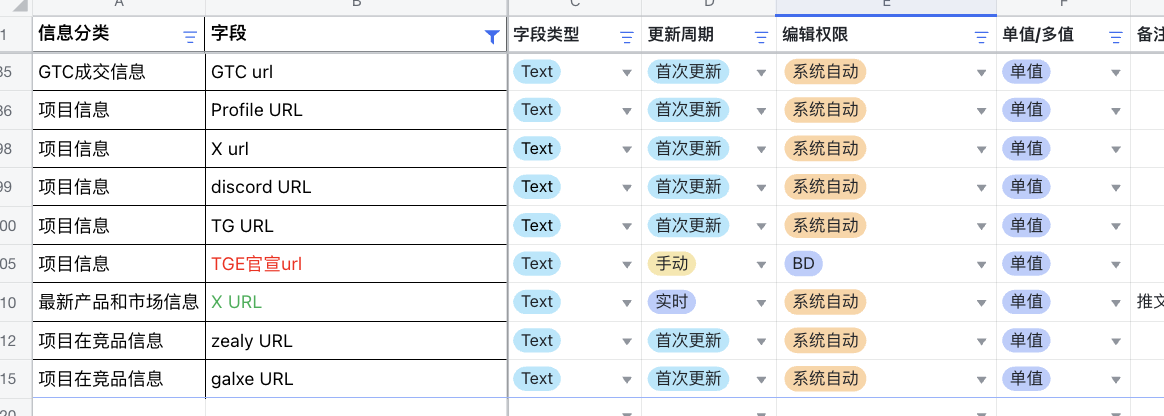 A B C D E F
1 信息分类 字段 字段类型 更新周期 编辑权限 单值/多值 备注
85 GTC成交信息 GTC url Text 首次更新 系统自动 单值
86 项目信息 Profile URL Text 首次更新 系统自动 单值
98 项目信息 X url Text 首次更新 系统自动 单值
99 项目信息 discord URL Text 首次更新 系统自动 单值
00 项目信息 TG URL Text 首次更新 系统自动 单值
05 项目信息 TGE官宣url Text 手动 BD 单值
10 最新产品和市场信息 X URL Text 实时 系统自动 单值 推文
12 项目在竞品信息 zealy URL Text 首次更新 系统自动 单值
15 项目在竞品信息 galxe URL Text 首次更新 系统自动 单值
20